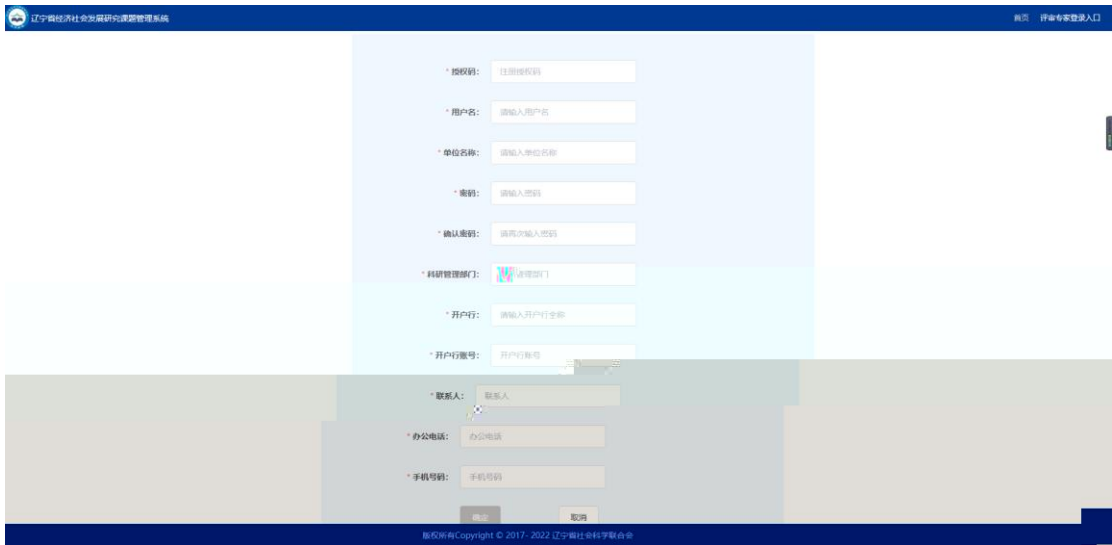 辽宁省经济社会发展研究课题管理系统
首页 评审专家登录入口
* 授权码： 注册授权码
* 用户名： 请输入用户名
* 单位名称： 请输入单位名称
* 密码： 请输入密码
* 确认密码： 请再次输入密码
* 科研管理部门： 管理部门
* 开户行： 请输入开户行全称
* 开户行账号： 开户行账号
* 联系人： 联系人
* 办公电话： 办公电话
* 手机号码： 手机号码
确定 取消
版权所有Copyright © 2017- 2022 辽宁省社会科学联合会